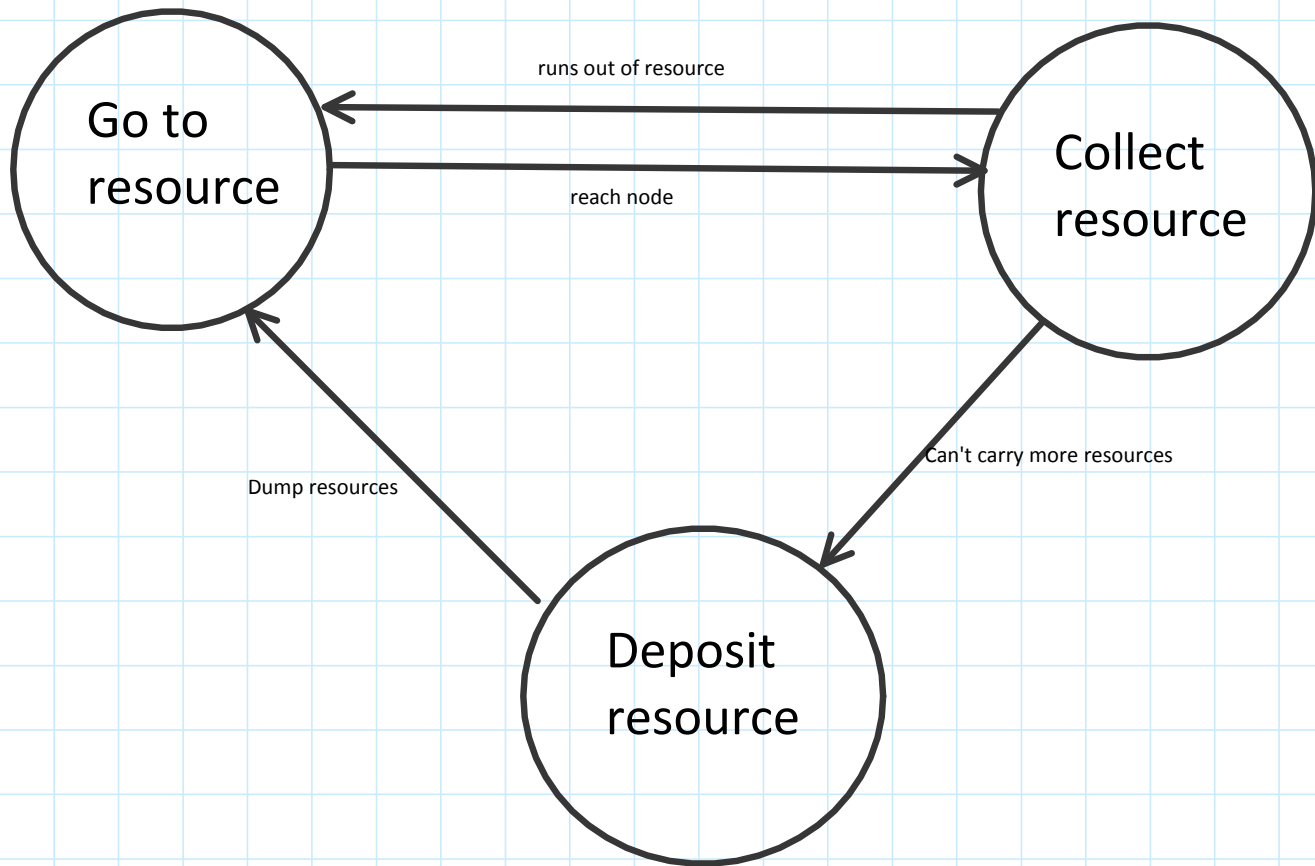 runs out of resource
Go to
resource
reach node
Collect
resource
Can't carry more resources
Dump resources
Deposit
resource